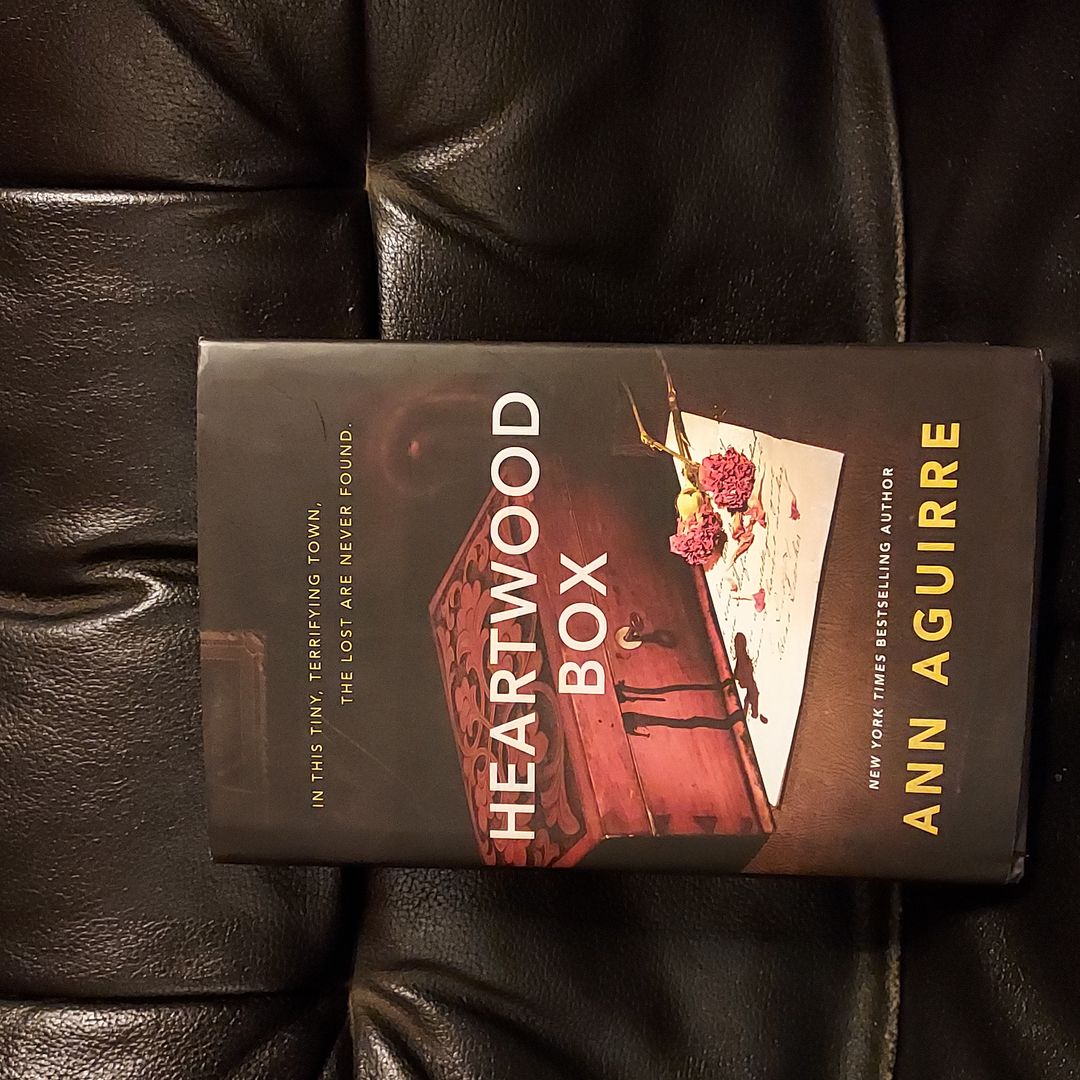 IN THIS TINY, TERRIFYING TOWN,
THE LOST ARE NEVER FOUND.
HEARTWOOD
BOX
NEW YORK TIMES BESTSELLING AUTHOR
ANN AGUIRRE